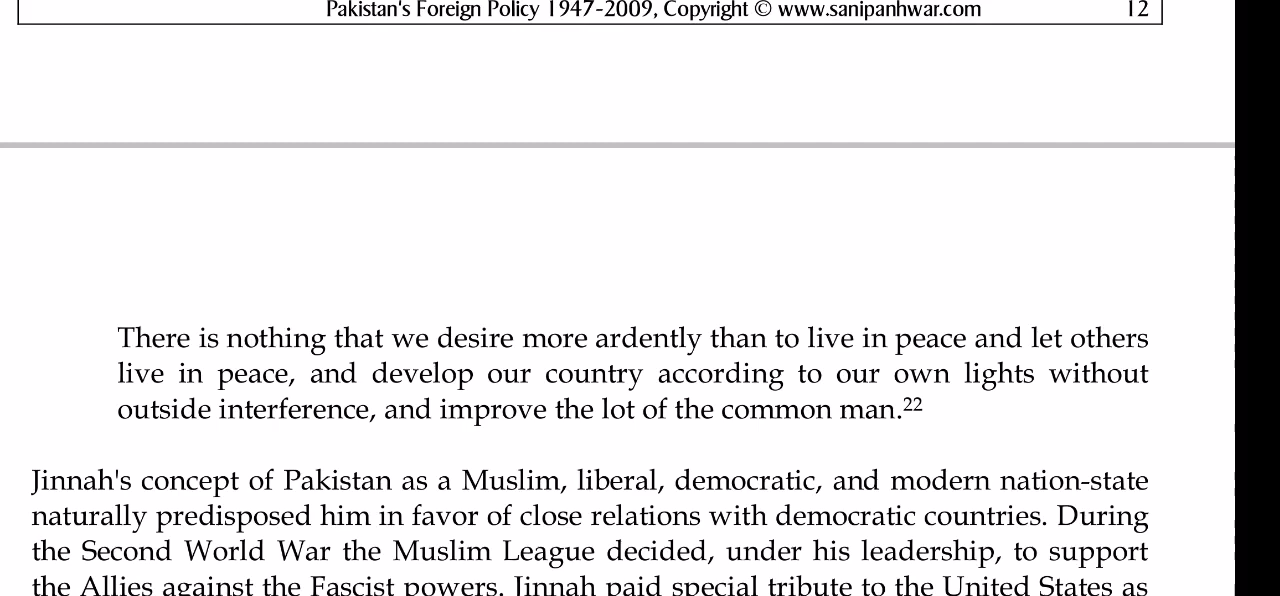 Pakistan's Foreign Policy 1947-2009, Copyright © www.sanipanhwar.com 12
There is nothing that we desire more ardently than to live in peace and let others
live in peace, and develop our country according to our own lights without
outside interference, and improve the lot of the common man.22
Jinnah's concept of Pakistan as a Muslim, liberal, democratic, and modern nation-state
naturally predisposed him in favor of close relations with democratic countries. During
the Second World War the Muslim League decided, under his leadership, to support
the Allies against the Fascist powers. Jinnah paid special tribute to the United States as